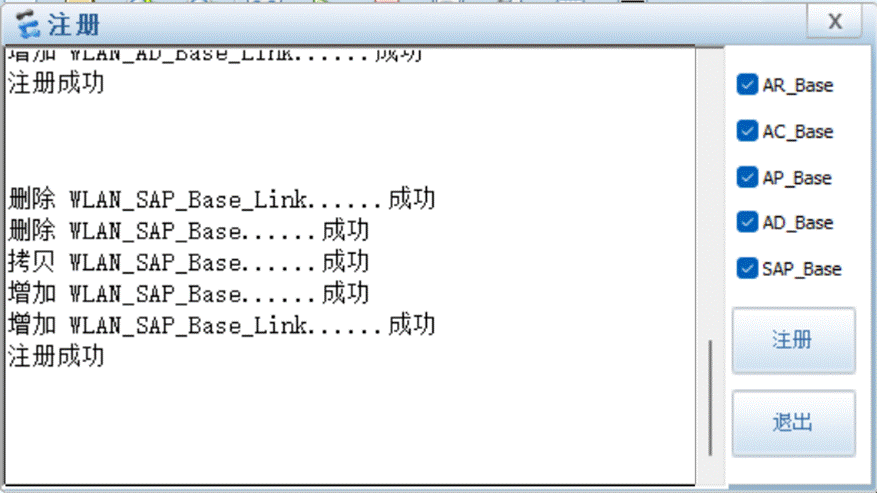 注册
X
增加 WLAN_AD_Base_Link......成功
注册成功
删除 WLAN_SAP_Base_Link......成功
删除 WLAN_SAP_Base......成功
拷贝 WLAN_SAP_Base......成功
增加 WLAN_SAP_Base......成功
增加 WLAN_SAP_Base_Link......成功
注册成功
AR_Base
AC_Base
AP_Base
AD_Base
SAP_Base
注册
退出